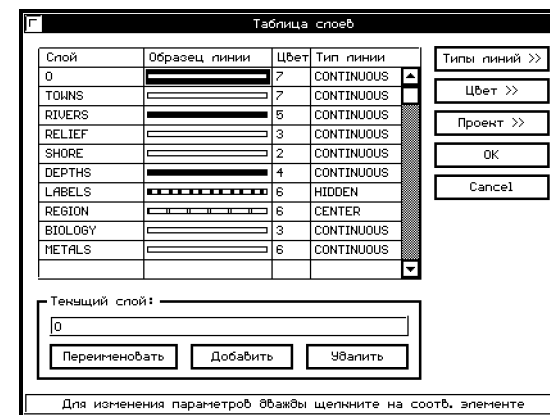 Таблица слоев
Слой Образец линии Цвет Тип линии
0 7 CONTINUOUS
TOWNS 7 CONTINUOUS
RIVERS 5 CONTINUOUS
RELIEF 3 CONTINUOUS
SHORE 2 CONTINUOUS
DEPTHS 4 CONTINUOUS
LABELS 6 HIDDEN
REGION 6 CENTER
BIOLOGY 3 CONTINUOUS
METALS 6 CONTINUOUS
Типы линий >>
Цвет >>
Проект >>
OK
Cancel
Текущий слой:
0
Переименовать Добавить Удалить
Для изменения параметров дважды щелкните на соотв. элементе